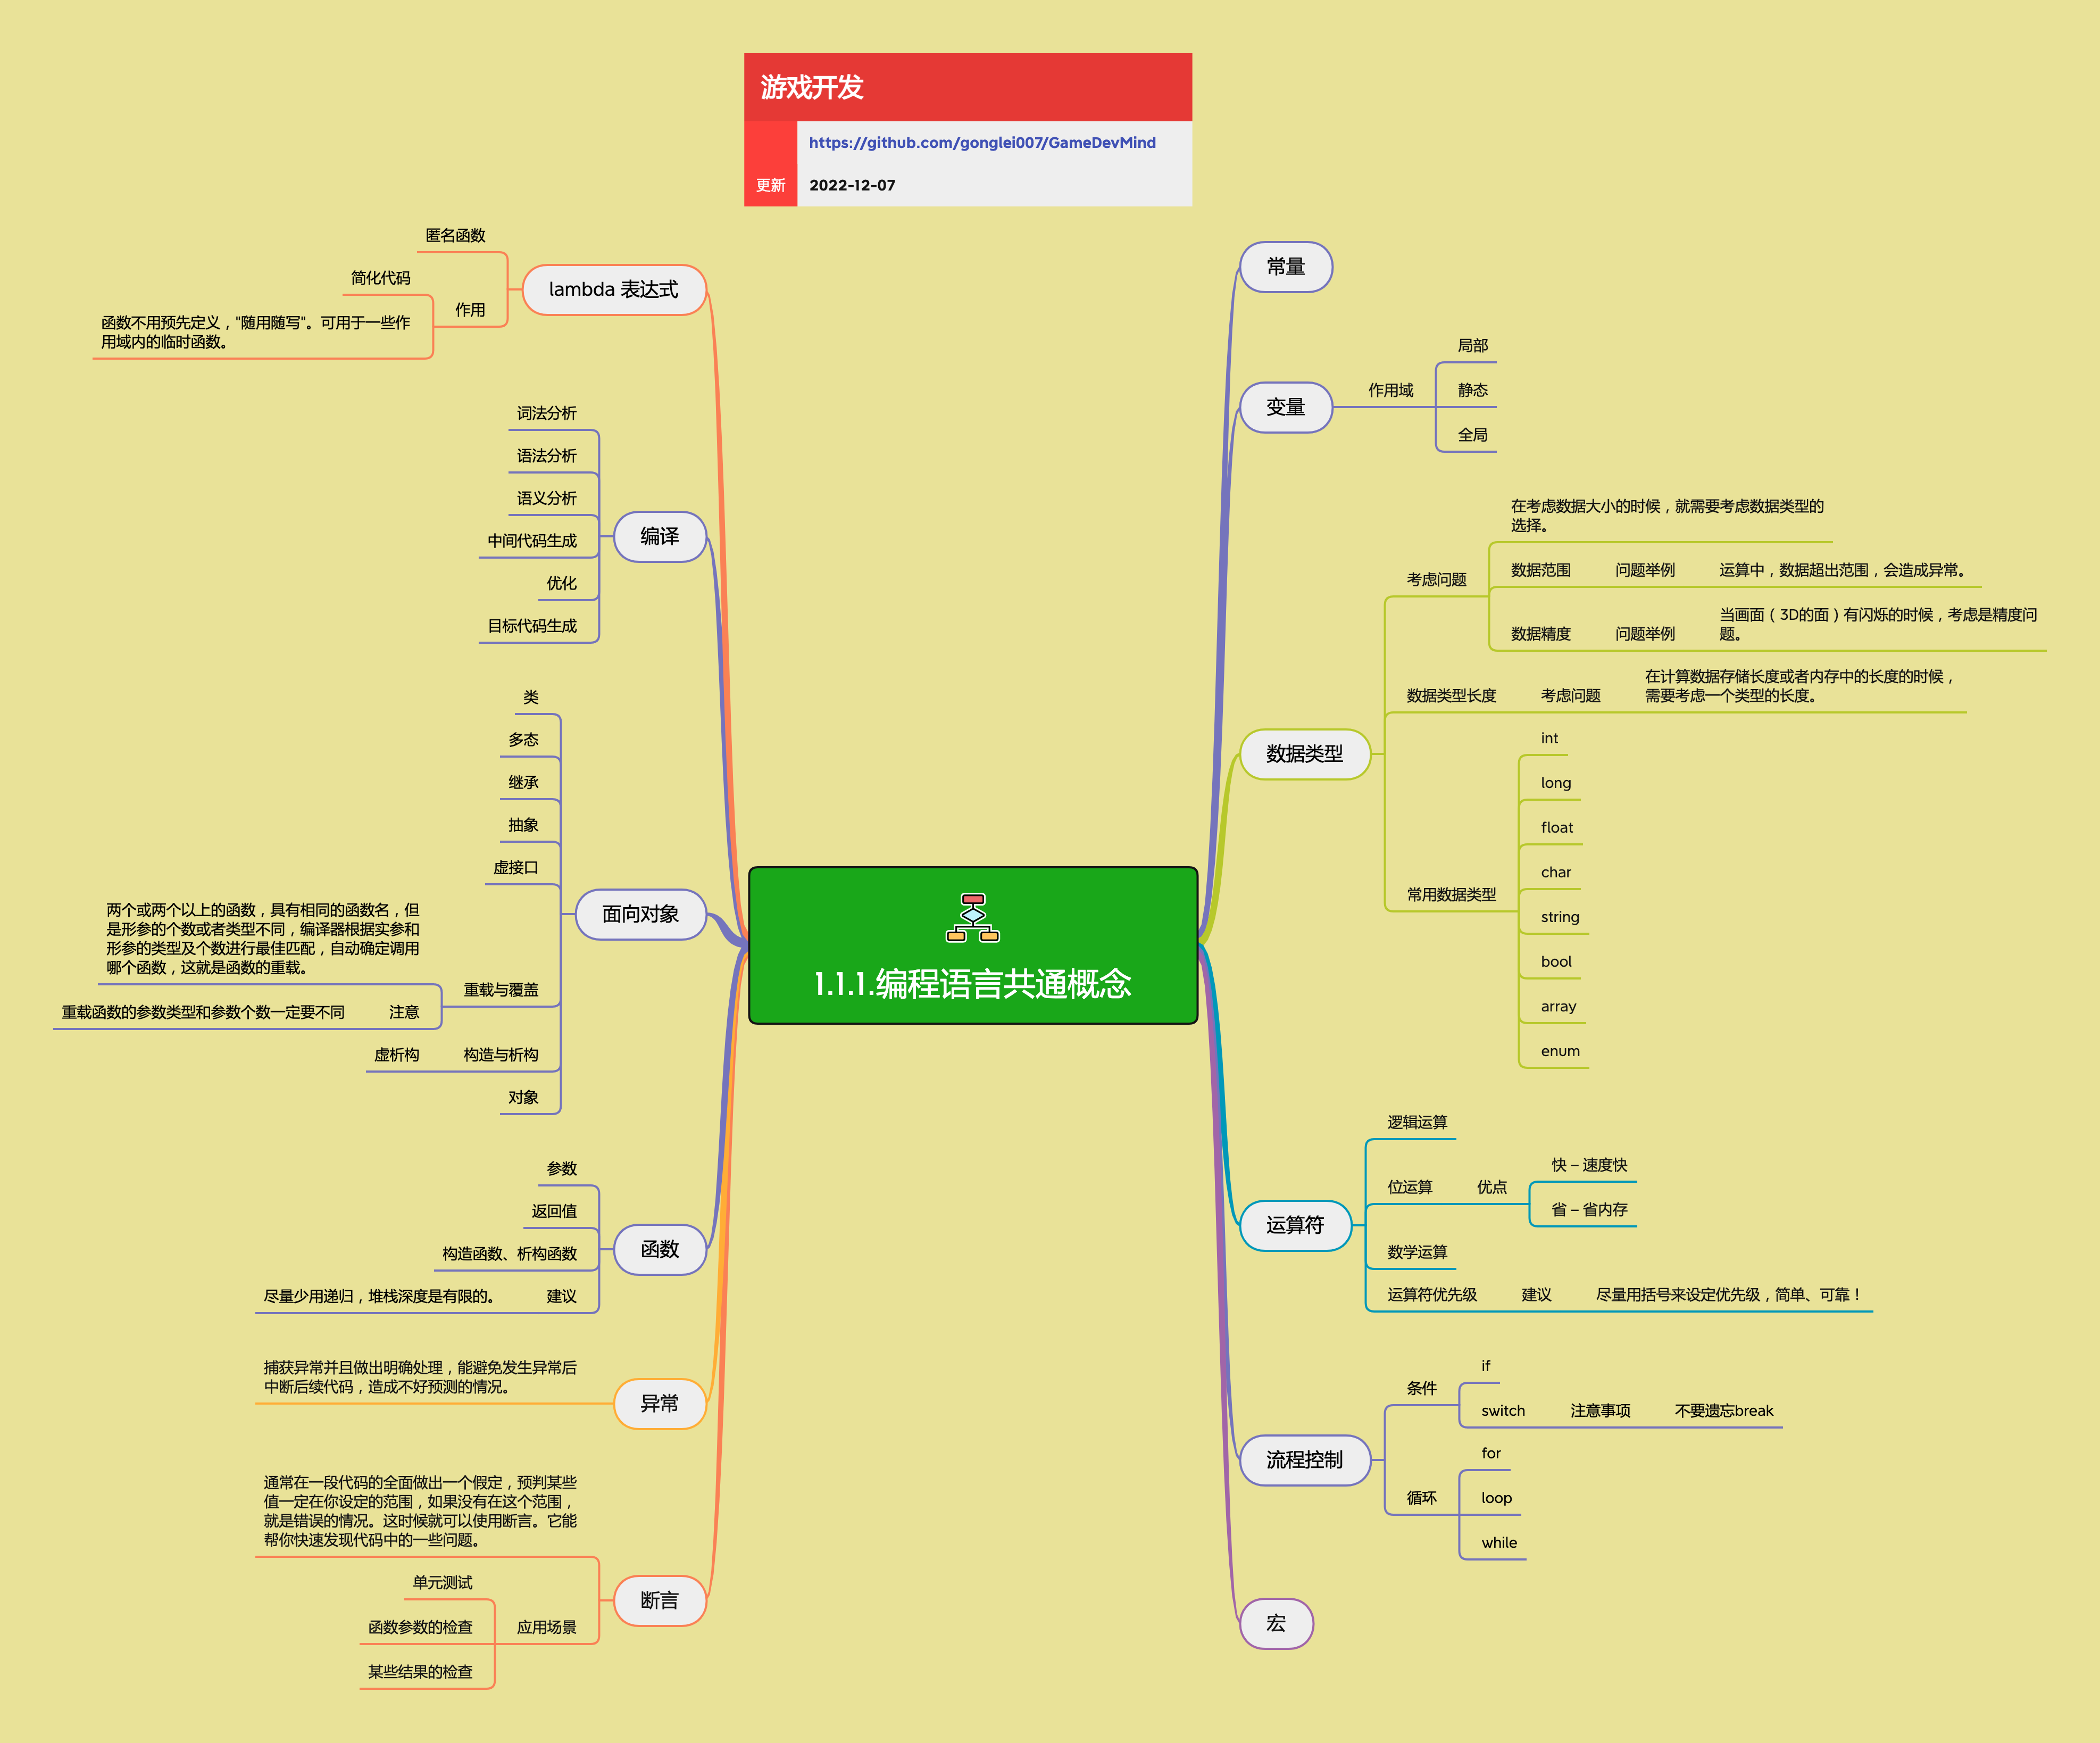 游戏开发
https://github.com/gonglei007/GameDevMind
更新
2022-12-07
1.1.1.编程语言共通概念
常量
变量
作用域
局部
静态
全局
数据类型
考虑问题
在考虑数据大小的时候，就需要考虑数据类型的
选择。
数据范围
问题举例
运算中，数据超出范围，会造成异常。
数据精度
问题举例
当画面（3D的面）有闪烁的时候，考虑是精度问
题。
数据类型长度
考虑问题
在计算数据存储长度或者内存中的长度的时候，
需要考虑一个类型的长度。
常用数据类型
int
long
float
char
string
bool
array
enum
运算符
逻辑运算
位运算
优点
快 – 速度快
省 – 省内存
数学运算
运算符优先级
建议
尽量用括号来设定优先级，简单、可靠！
流程控制
条件
if
switch
注意事项
不要遗忘break
循环
for
loop
while
宏
lambda 表达式
匿名函数
作用
简化代码
函数不用预先定义，"随用随写"。可用于一些作
用域内的临时函数。
编译
词法分析
语法分析
语义分析
中间代码生成
优化
目标代码生成
面向对象
类
多态
继承
抽象
虚接口
重载与覆盖
两个或两个以上的函数，具有相同的函数名，但
是形参的个数或者类型不同，编译器根据实参和
形参的类型及个数进行最佳匹配，自动确定调用
哪个函数，这就是函数的重载。
注意
重载函数的参数类型和参数个数一定要不同
构造与析构
虚析构
对象
函数
参数
返回值
构造函数、析构函数
建议
尽量少用递归，堆栈深度是有限的。
异常
捕获异常并且做出明确处理，能避免发生异常后
中断后续代码，造成不好预测的情况。
断言
通常在一段代码的全面做出一个假定，预判某些
值一定在你设定的范围，如果没有在这个范围，
就是错误的情况。这时候就可以使用断言。它能
帮你快速发现代码中的一些问题。
应用场景
单元测试
函数参数的检查
某些结果的检查